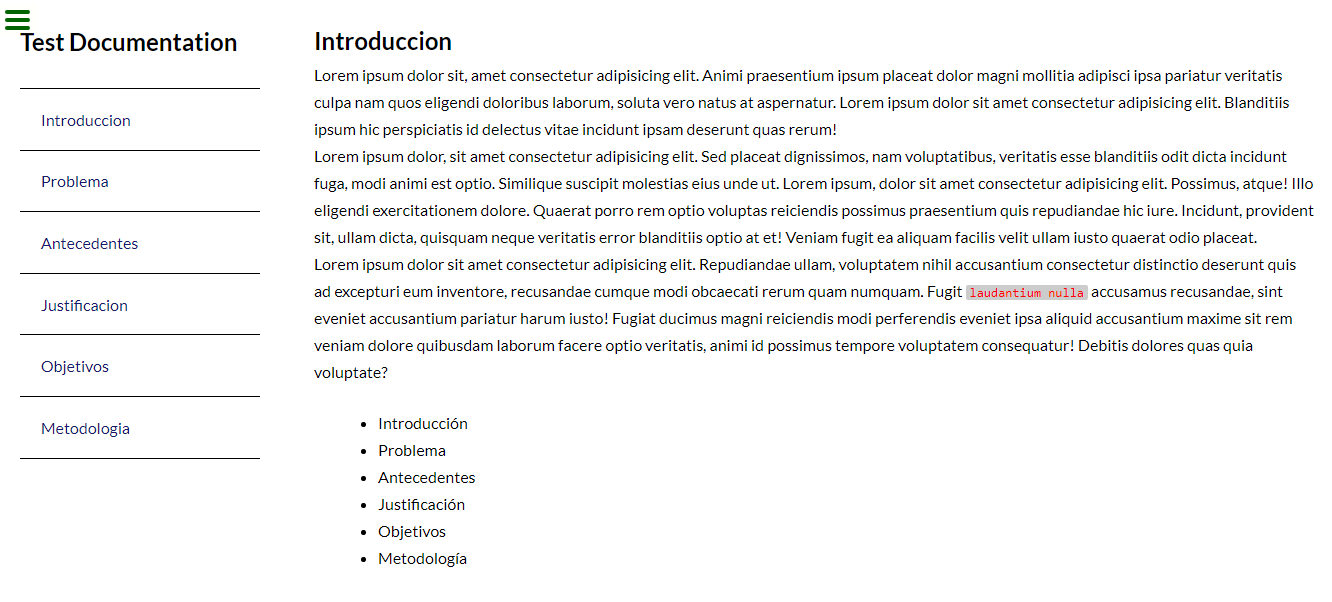 Test Documentation
Introduccion
Problema
Antecedentes
Justificacion
Objetivos
Metodologia
Introduccion
Lorem ipsum dolor sit, amet consectetur adipisicing elit. Animi praesentium ipsum placeat dolor magni mollitia adipisci ipsa pariatur veritatis
culpa nam quos eligendi doloribus laborum, soluta vero natus at aspernatur. Lorem ipsum dolor sit amet consectetur adipisicing elit. Blanditiis
ipsum hic perspiciatis id delectus vitae incidunt ipsam deserunt quas rerum!
Lorem ipsum dolor, sit amet consectetur adipisicing elit. Sed placeat dignissimos, nam voluptatibus, veritatis esse blanditiis odit dicta incidunt
fuga, modi animi est optio. Similique suscipit molestias eius unde ut. Lorem ipsum, dolor sit amet consectetur adipisicing elit. Possimus, atque! Illo
eligendi exercitationem dolore. Quaerat porro rem optio voluptas reiciendis possimus praesentium quis repudiandae hic iure. Incidunt, provident
sit, ullam dicta, quisquam neque veritatis error blanditiis optio at et! Veniam fugit ea aliquam facilis velit ullam iusto quaerat odio placeat.
Lorem ipsum dolor sit amet consectetur adipisicing elit. Repudiandae ullam, voluptatem nihil accusantium consectetur distinctio deserunt quis
ad excepturi eum inventore, recusandae cumque modi obcaecati rerum quam numquam. Fugit laudantium nulla accusamus recusandae, sint
eveniet accusantium pariatur harum iusto! Fugiat ducimus magni reiciendis modi perferendis eveniet ipsa aliquid accusantium maxime sit rem
veniam dolore quibusdam laborum facere optio veritatis, animi id possimus tempore voluptatem consequatur! Debitis dolores quas quia
voluptate?
Introducción
Problema
Antecedentes
Justificación
Objetivos
Metodología